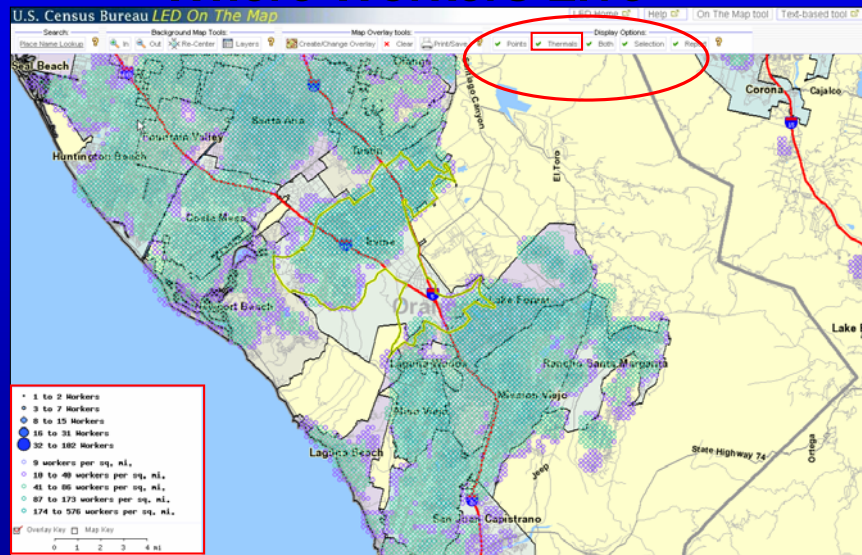 U.S. Census Bureau LED On The Map
LED Home Help On The Map tool Text-based tool
Search: Background Map Tools: Map Overlay tools: Display Options:
Place Name Lookup In Out Re-Center Layers Create/Change Overlay Clear Print/Save Points Thermals Both Selection Report
Seal Beach
Orange
Santiago Canyon
Corona
Cajalco
Santa Ana
Fountain Valley
Tustin
Huntington Beach
El Toro
Costa Mesa
Irvine
Newport Beach
Lake Forest
Lake
Laguna Woods
Rancho Santa Margarita
Mission Viejo
Aliso Viejo
Laguna Beach
State Highway 74
Ortega
Jeep
San Juan Capistrano
1 to 2 Workers
3 to 7 Workers
8 to 15 Workers
16 to 31 Workers
32 to 102 Workers
9 workers per sq. mi.
10 to 40 workers per sq. mi.
41 to 86 workers per sq. mi.
87 to 173 workers per sq. mi.
174 to 576 workers per sq. mi.
Overlay Key Map Key
0 1 2 3 4 mi